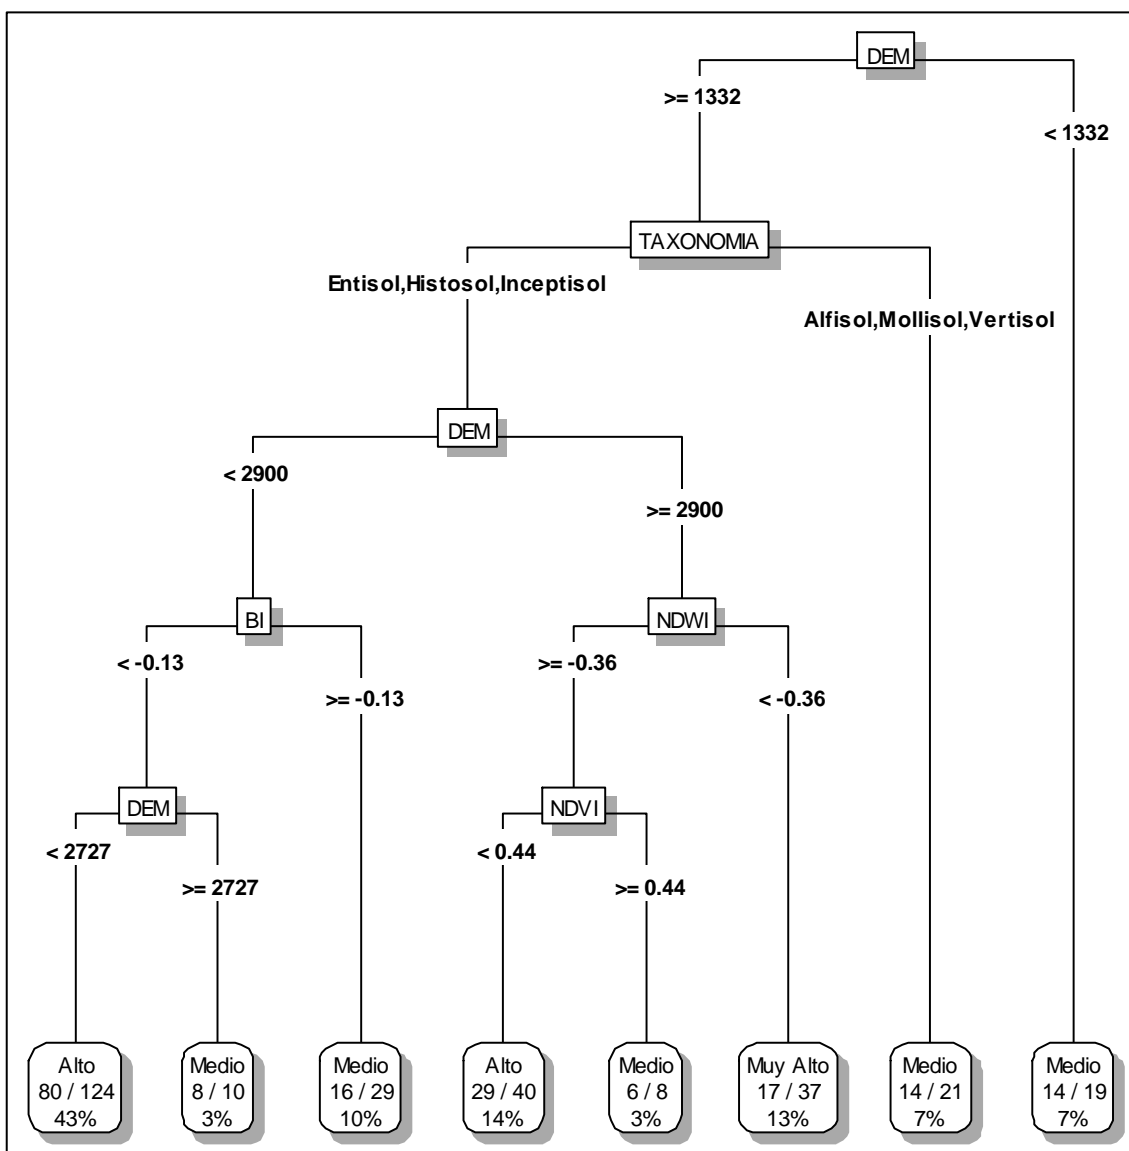 DEM
>= 1332
< 1332
TAXONOMIA
Entisol,Histosol,Inceptisol
Alfisol,Mollisol,Vertisol
DEM
< 2900
>= 2900
BI
NDWI
< -0.13
>= -0.36
>= -0.13
< -0.36
DEM
NDVI
< 2727
< 0.44
>= 2727
>= 0.44
Alto
80 / 124
43%
Medio
8 / 10
3%
Medio
16 / 29
10%
Alto
29 / 40
14%
Medio
6 / 8
3%
Muy Alto
17 / 37
13%
Medio
14 / 21
7%
Medio
14 / 19
7%